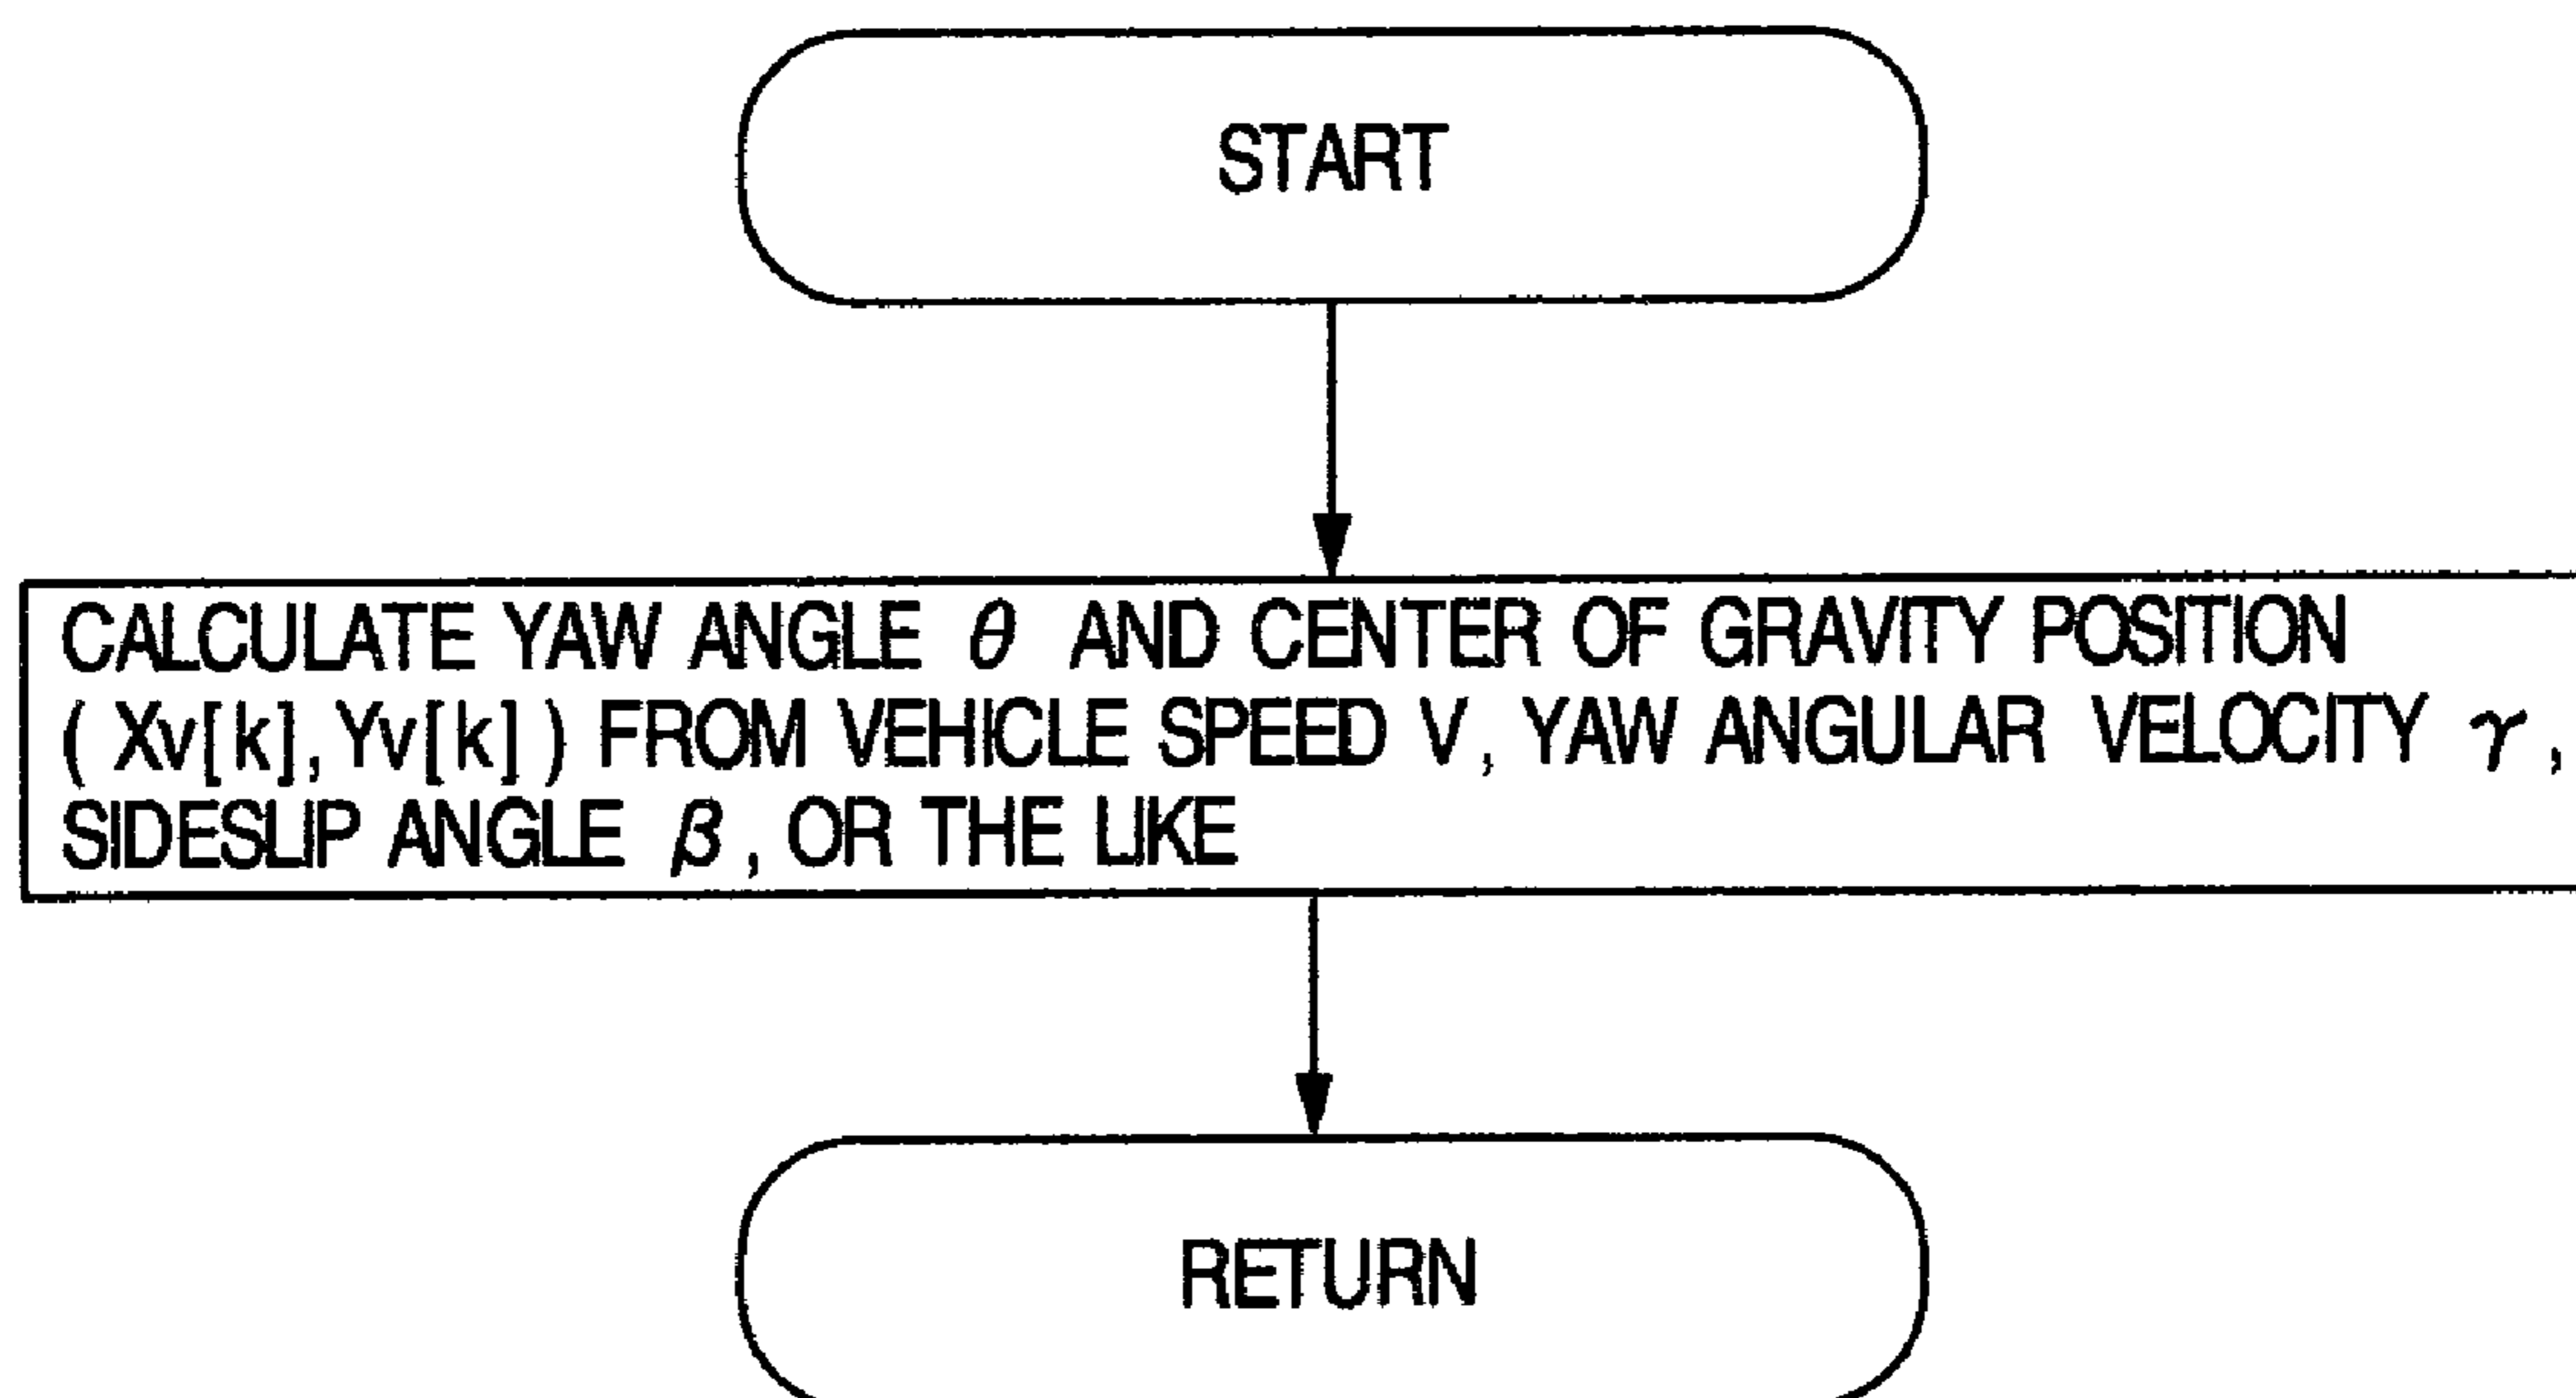 START
CALCULATE YAW ANGLE θ AND CENTER OF GRAVITY POSITION
( Xv[k], Yv[k] ) FROM VEHICLE SPEED V, YAW ANGULAR VELOCITY γ,
SIDESLIP ANGLE β, OR THE LIKE
RETURN